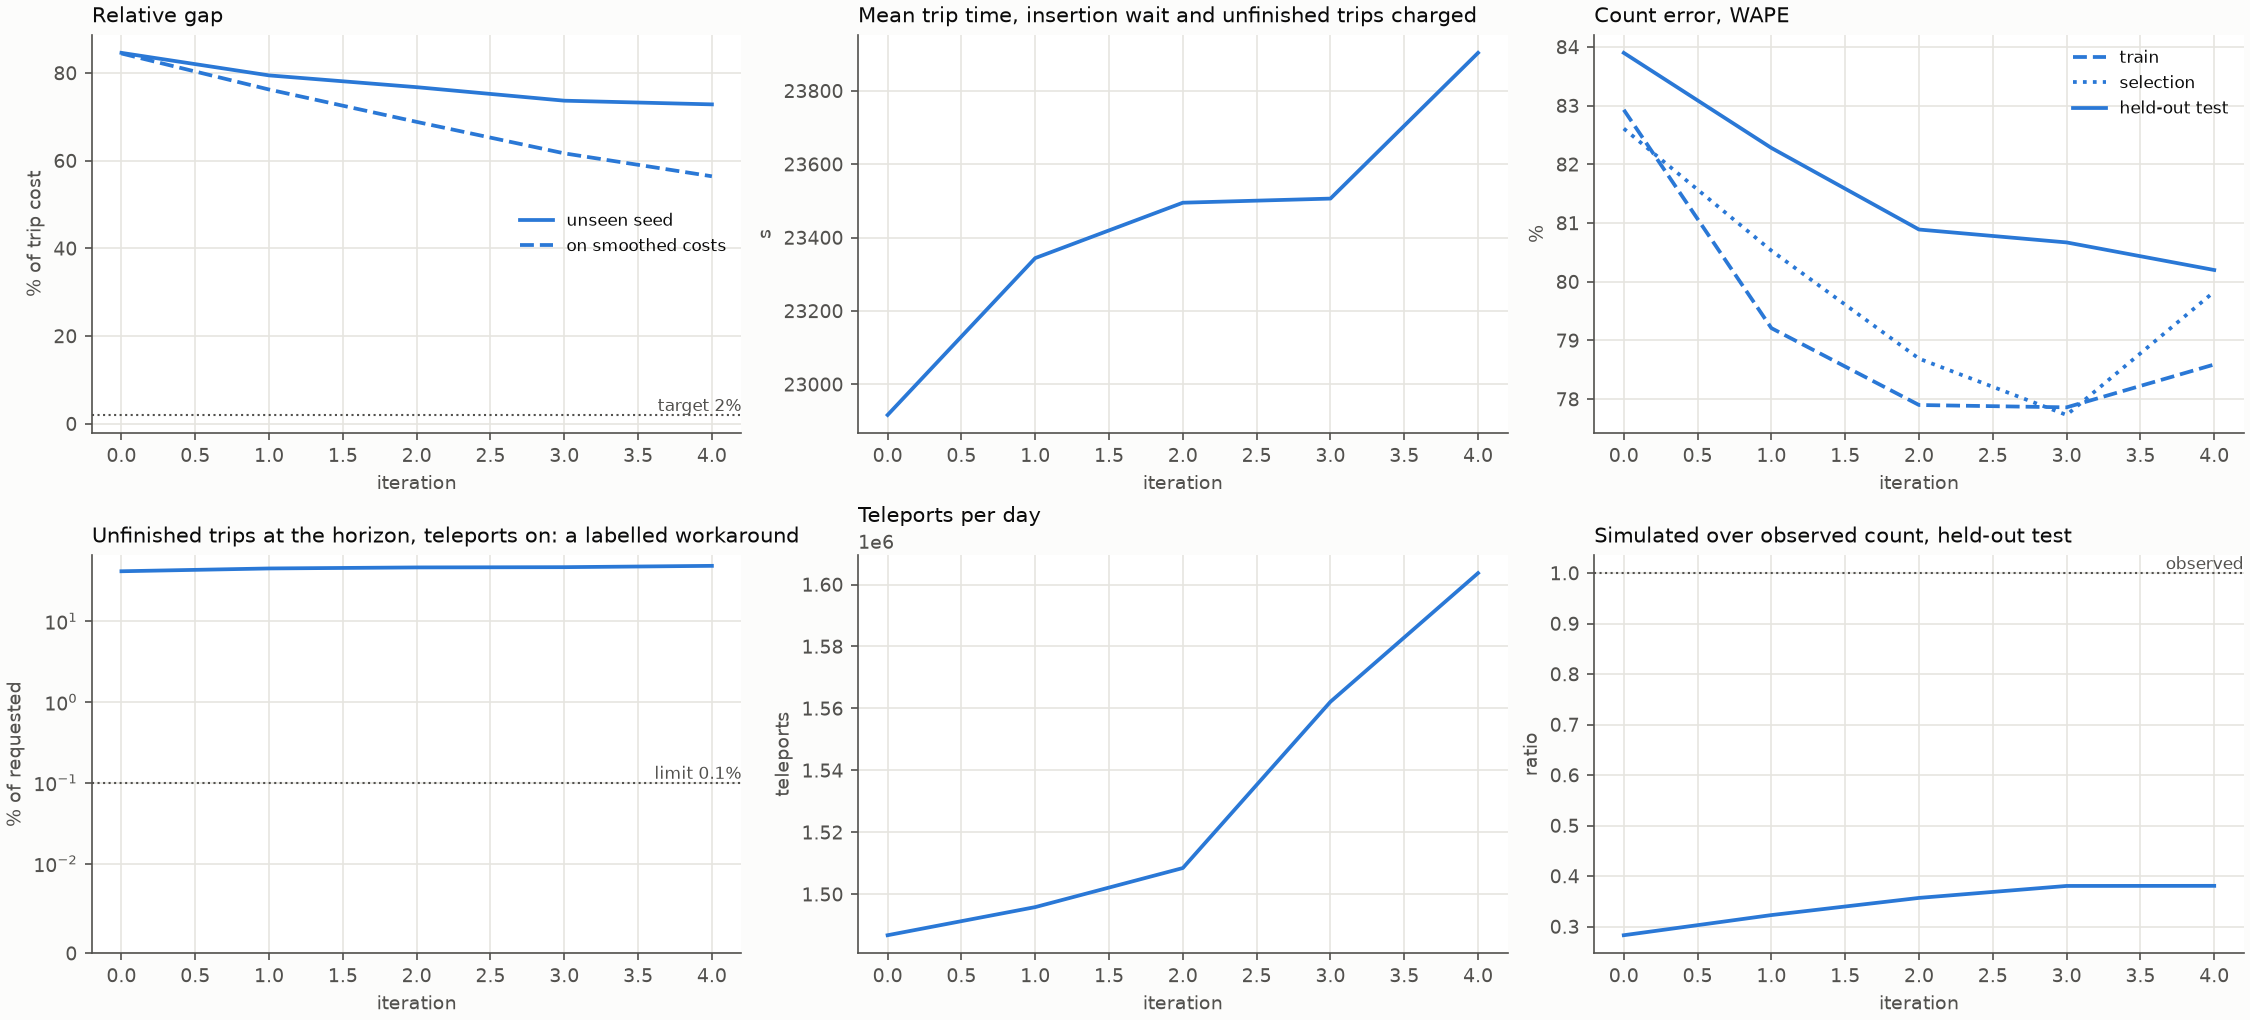 Relative gap
% of trip cost
80
60
40
20
0
unseen seed
on smoothed costs
target 2%
0.0 0.5 1.0 1.5 2.0 2.5 3.0 3.5 4.0
iteration
Mean trip time, insertion wait and unfinished trips charged
s
23800
23600
23400
23200
23000
0.0 0.5 1.0 1.5 2.0 2.5 3.0 3.5 4.0
iteration
Count error, WAPE
%
84
83
82
81
80
79
78
train
selection
held-out test
0.0 0.5 1.0 1.5 2.0 2.5 3.0 3.5 4.0
iteration
Unfinished trips at the horizon, teleports on: a labelled workaround
% of requested
10¹
10⁰
10⁻¹
10⁻²
0
limit 0.1%
0.0 0.5 1.0 1.5 2.0 2.5 3.0 3.5 4.0
iteration
Teleports per day
1e6
teleports
1.60
1.58
1.56
1.54
1.52
1.50
0.0 0.5 1.0 1.5 2.0 2.5 3.0 3.5 4.0
iteration
Simulated over observed count, held-out test
ratio
1.0
0.9
0.8
0.7
0.6
0.5
0.4
0.3
observed
0.0 0.5 1.0 1.5 2.0 2.5 3.0 3.5 4.0
iteration